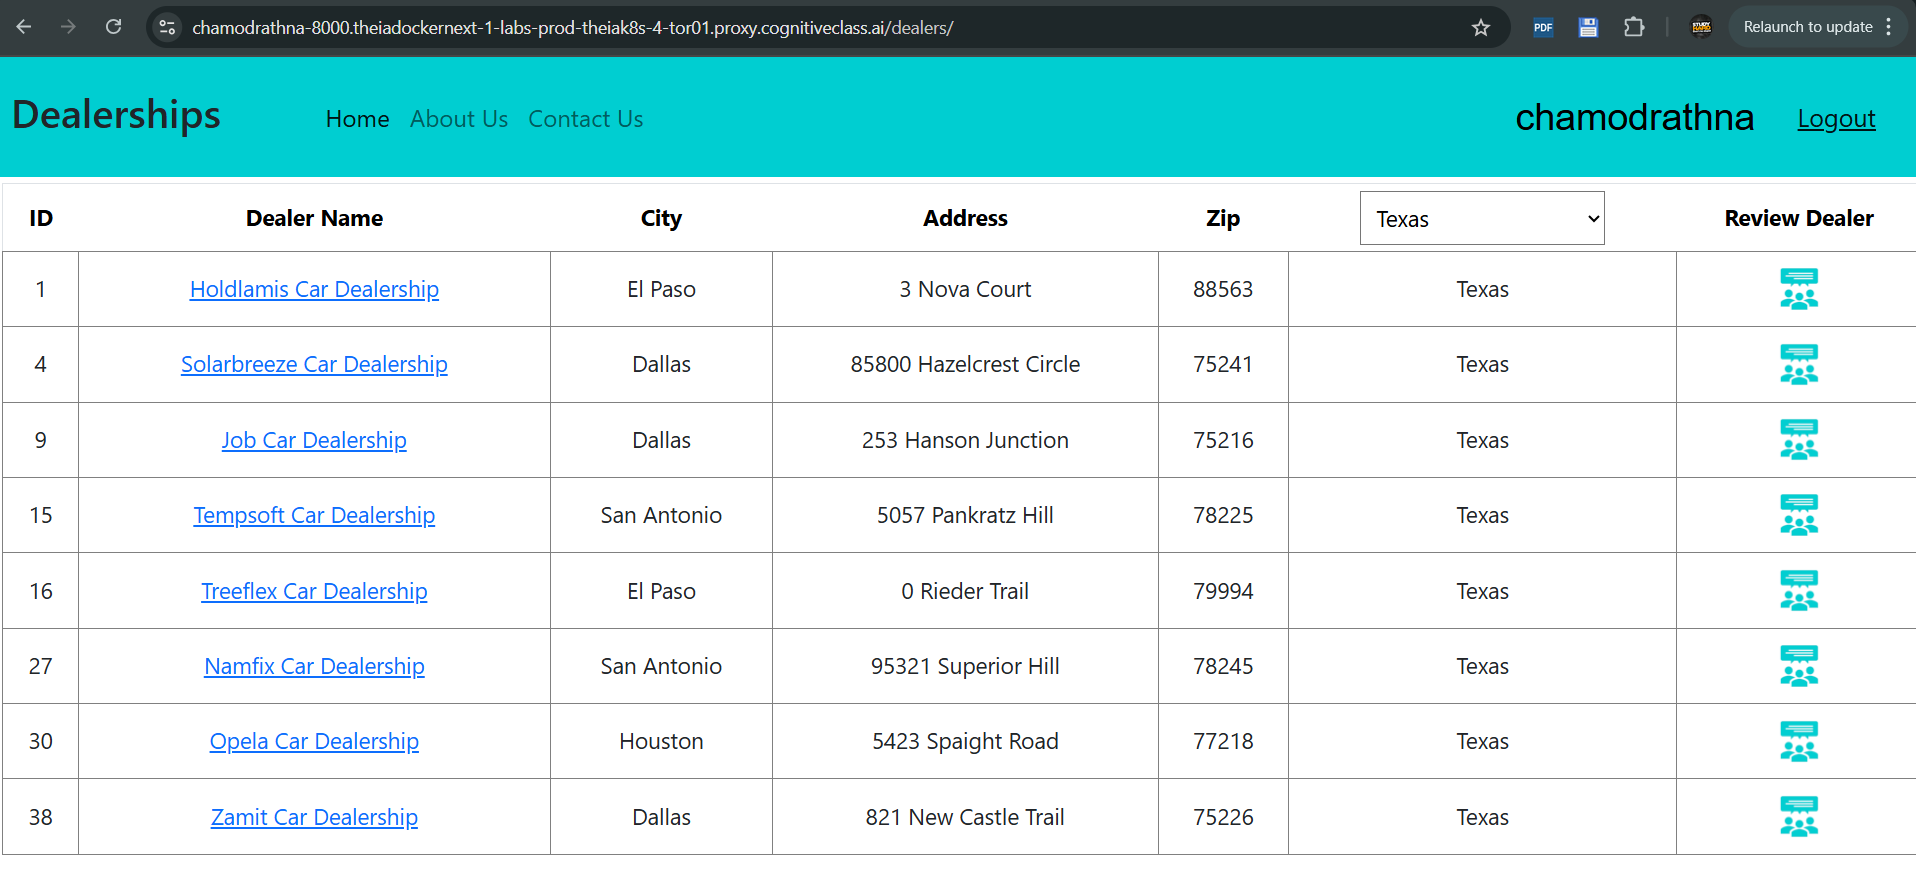 chamodrathna-8000.theiadockernext-1-labs-prod-theiak8s-4-tor01.proxy.cognitiveclass.ai/dealers/ PDF Relaunch to update
Dealerships Home About Us Contact Us chamodrathna Logout
ID Dealer Name City Address Zip Texas Review Dealer
1 Holdlamis Car Dealership El Paso 3 Nova Court 88563 Texas
4 Solarbreeze Car Dealership Dallas 85800 Hazelcrest Circle 75241 Texas
9 Job Car Dealership Dallas 253 Hanson Junction 75216 Texas
15 Tempsoft Car Dealership San Antonio 5057 Pankratz Hill 78225 Texas
16 Treeflex Car Dealership El Paso 0 Rieder Trail 79994 Texas
27 Namfix Car Dealership San Antonio 95321 Superior Hill 78245 Texas
30 Opela Car Dealership Houston 5423 Spaight Road 77218 Texas
38 Zamit Car Dealership Dallas 821 New Castle Trail 75226 Texas